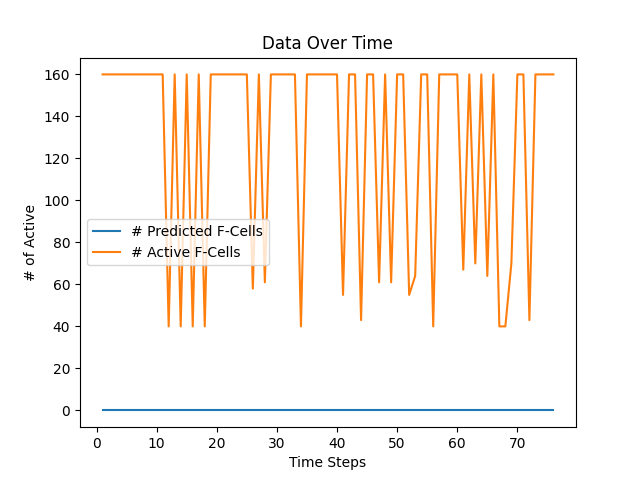 Data Over Time
# of Active
160
140
120
100
80
60
40
20
0
# Predicted F-Cells
# Active F-Cells
0 10 20 30 40 50 60 70
Time Steps